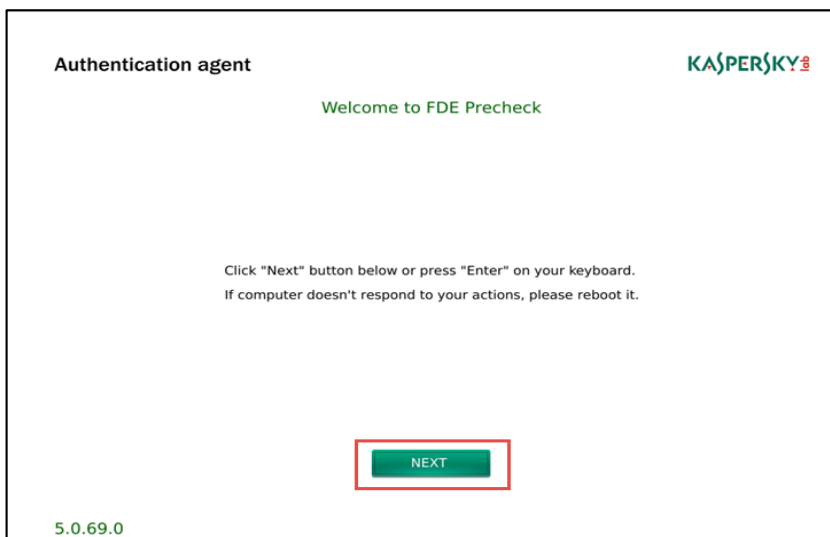 Authentication agent
KASPERSKY lab
Welcome to FDE Precheck
Click "Next" button below or press "Enter" on your keyboard.
If computer doesn't respond to your actions, please reboot it.
NEXT
5.0.69.0